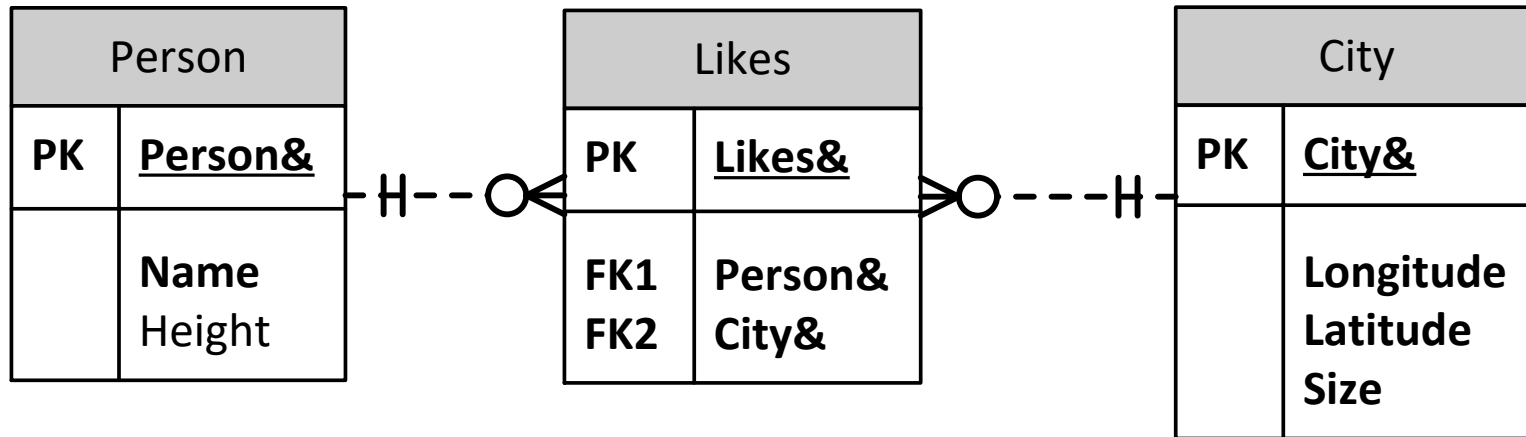 Person
PK Person&
Name
Height
Likes
PK Likes&
FK1 Person&
FK2 City&
City
PK City&
Longitude
Latitude
Size